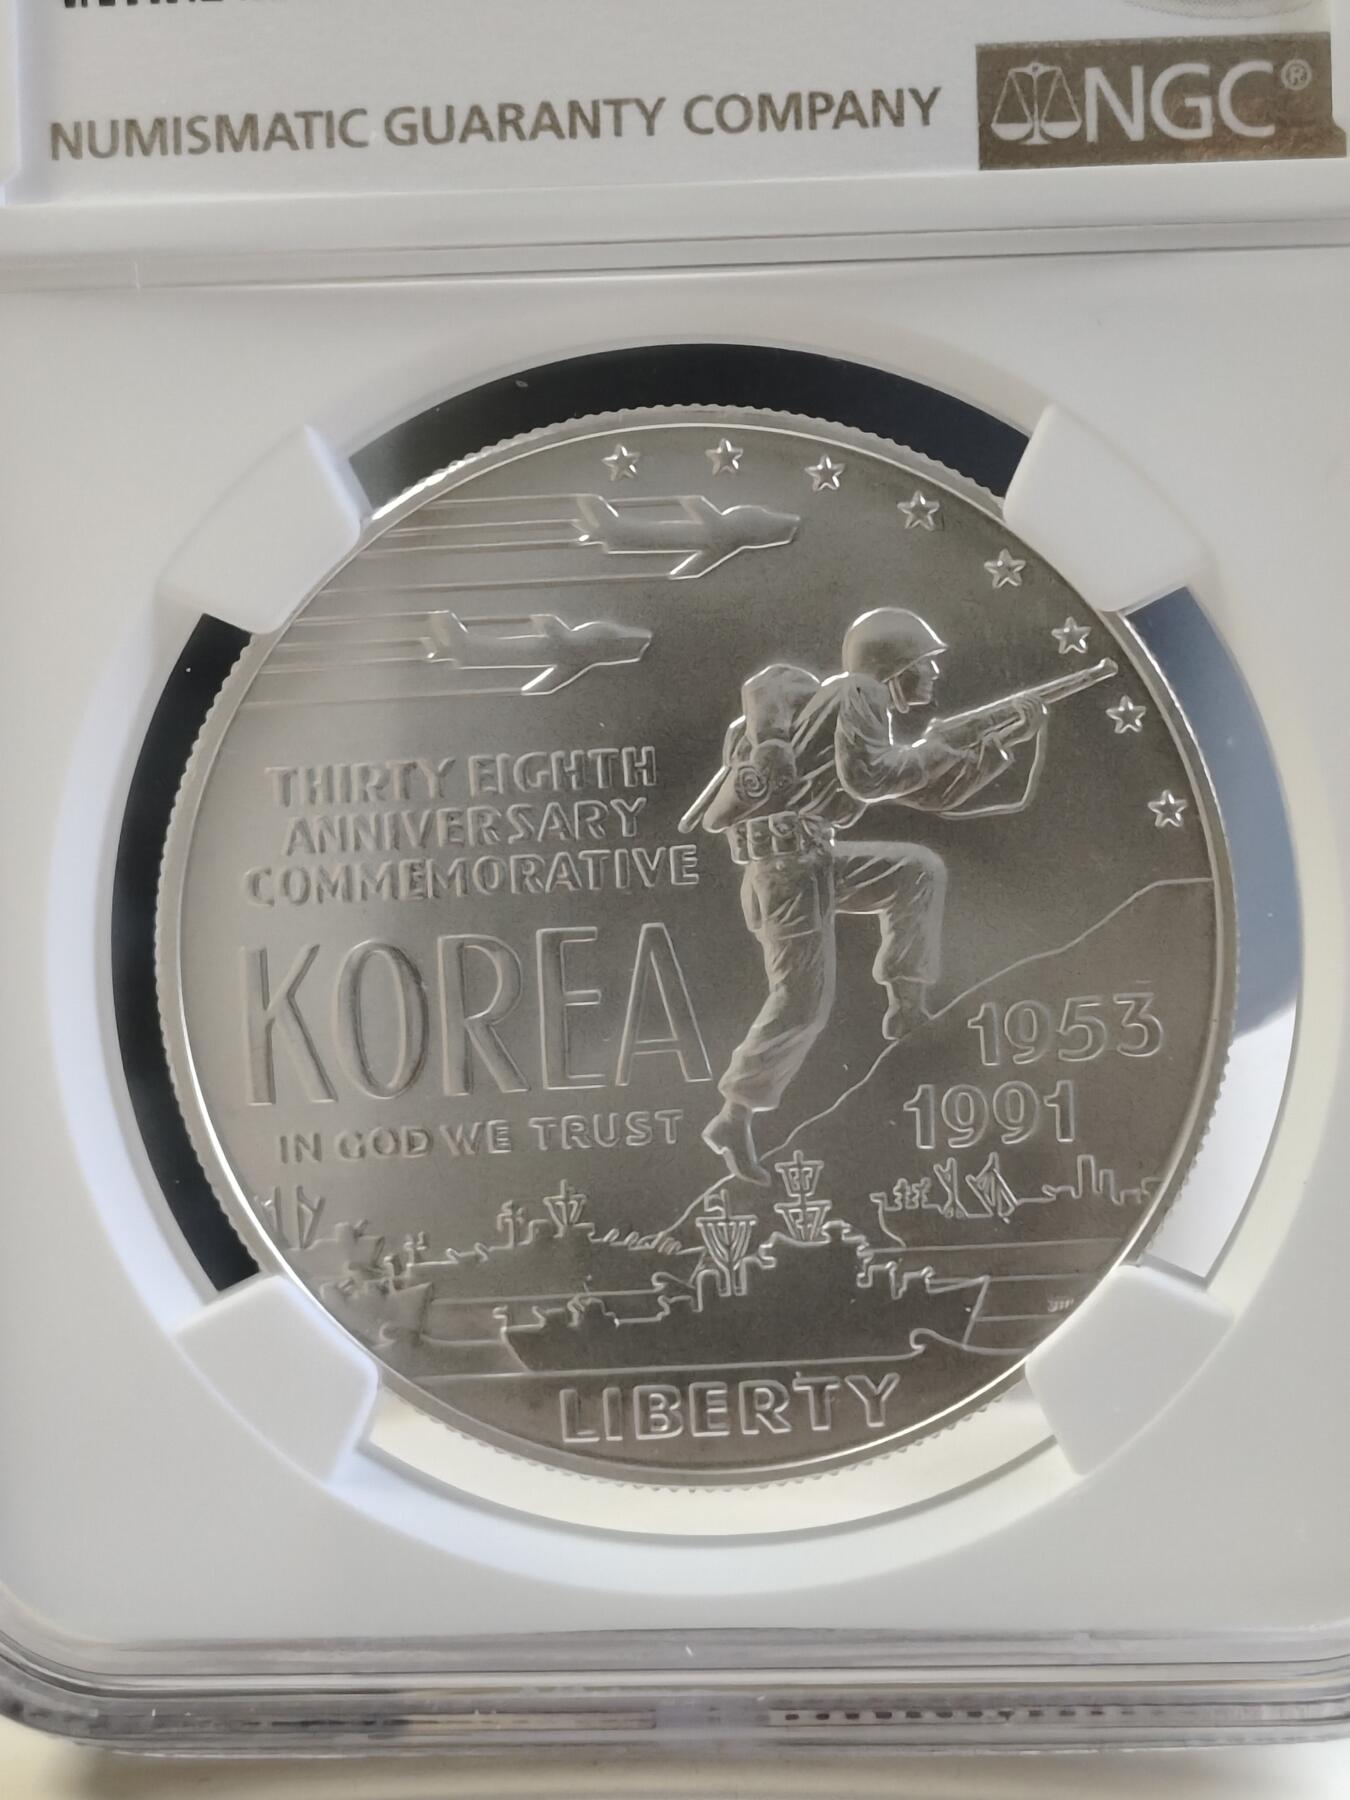 NUMISMATIC GUARANTY COMPANY
NGC®
THIRTY EIGHTH
ANNIVERSARY
COMMEMORATIVE
KOREA
IN GOD WE TRUST
1953
1991
LIBERTY